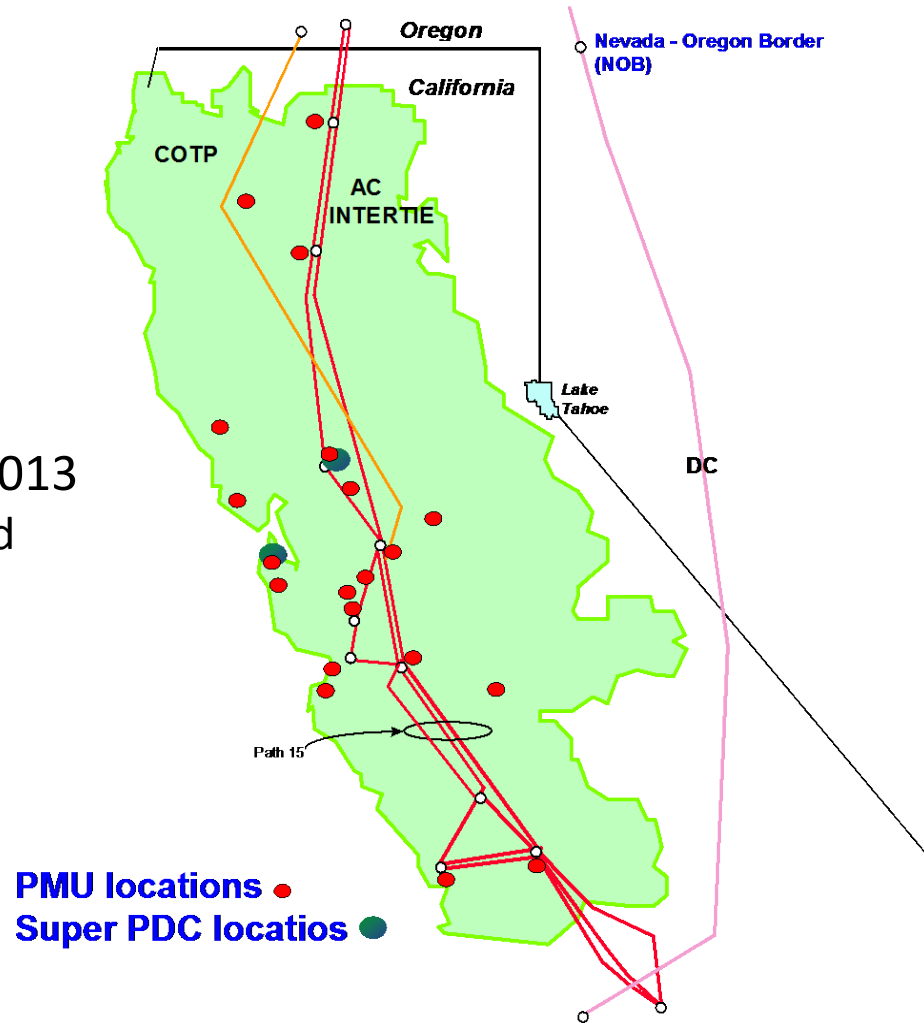 Oregon
Nevada - Oregon Border
(NOB)
California
COTP
AC
INTERTIE
Lake
Tahoe
DC
013
d
Path 15
PMU locations
Super PDC locatios